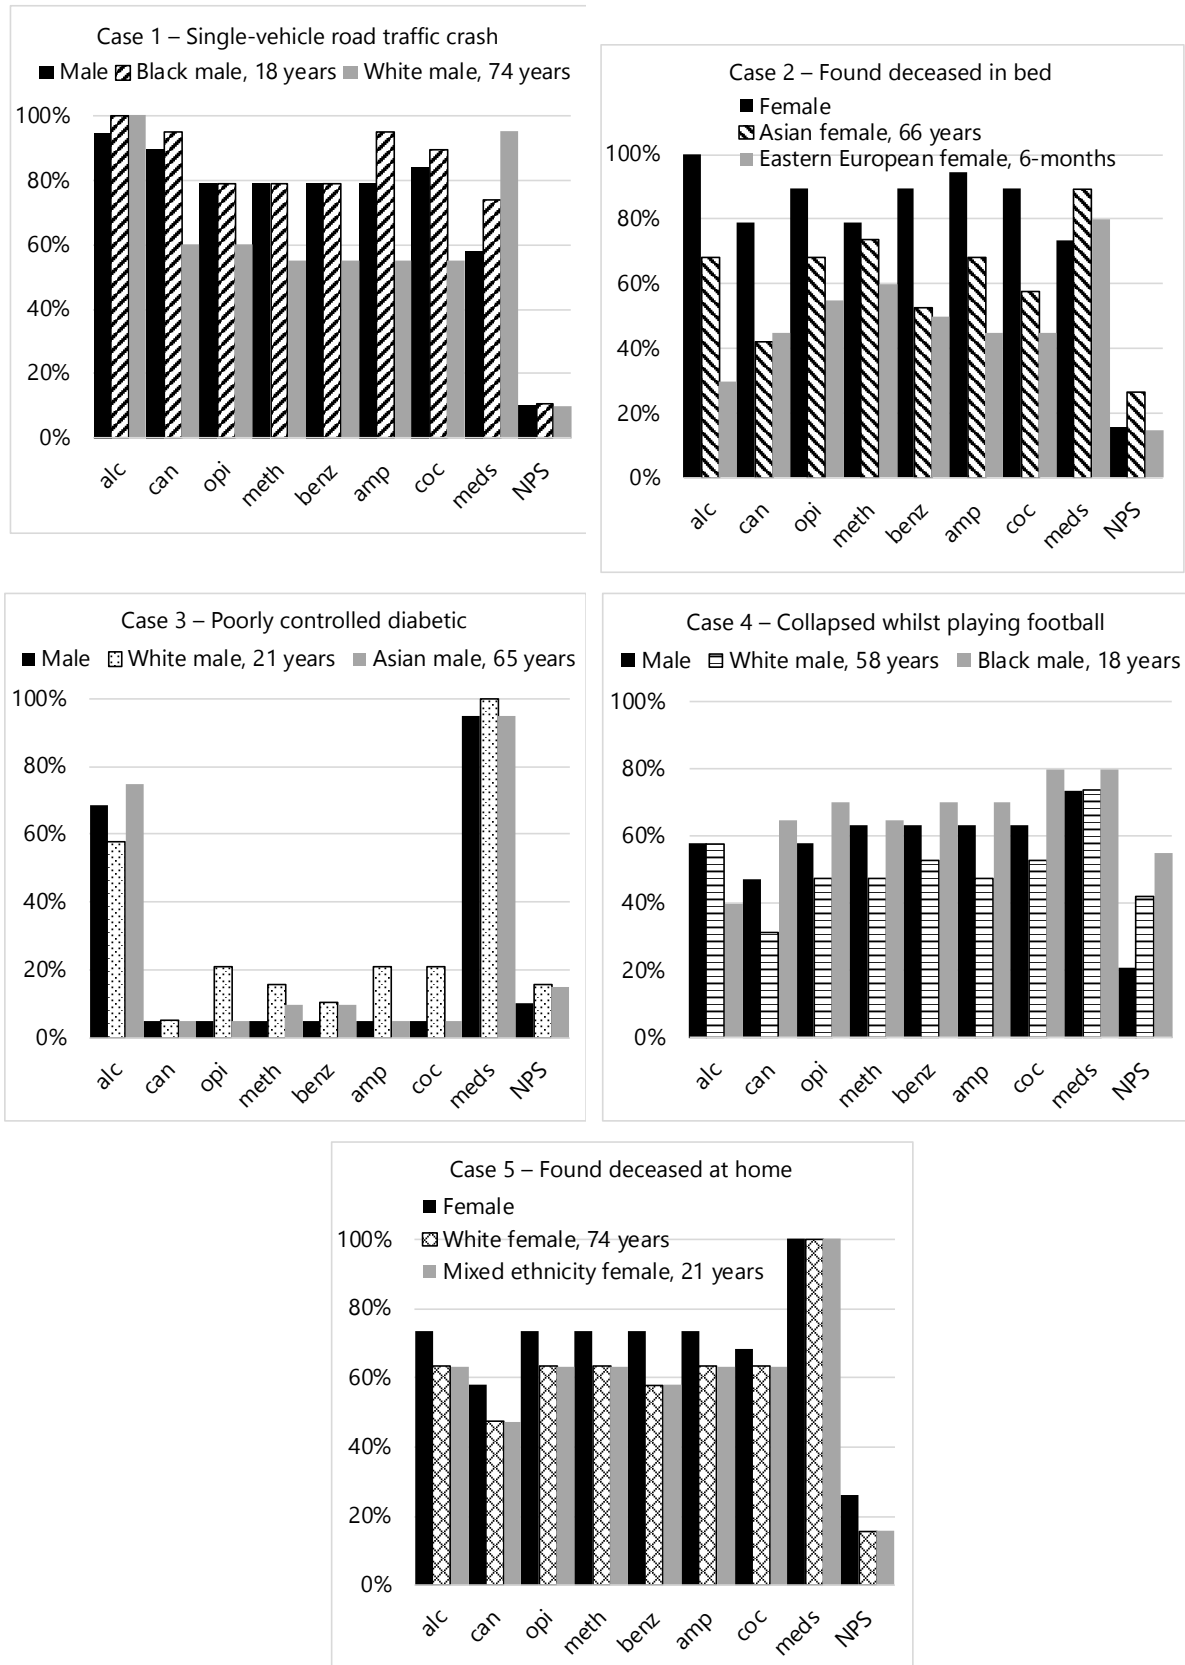 Case 1 – Single-vehicle road traffic crash
Male Black male, 18 years White male, 74 years
100%
80%
60%
40%
20%
0%
alc can opi meth benz amp coc meds NPS
Case 2 – Found deceased in bed
Female
Asian female, 66 years
Eastern European female, 6-months
100%
80%
60%
40%
20%
0%
alc can opi meth benz amp coc meds NPS
Case 3 – Poorly controlled diabetic
Male White male, 21 years Asian male, 65 years
100%
80%
60%
40%
20%
0%
alc can opi meth benz amp coc meds NPS
Case 4 – Collapsed whilst playing football
Male White male, 58 years Black male, 18 years
100%
80%
60%
40%
20%
0%
alc can opi meth benz amp coc meds NPS
Case 5 – Found deceased at home
Female
White female, 74 years
Mixed ethnicity female, 21 years
100%
80%
60%
40%
20%
0%
alc can opi meth benz amp coc meds NPS